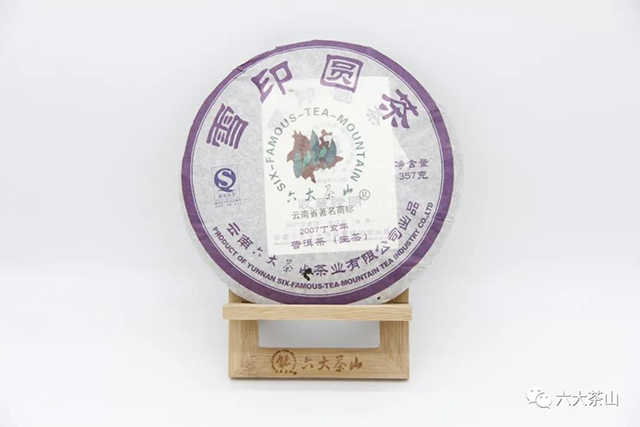 雪印圆茶
SIX-FAMOUS-TEA-MOUNTAIN
六大茶山®
云南省著名商标
2007丁亥年
普洱茶（生茶）
净含量
357克
云南六大茶山茶业有限公司出品
PRODUCT OF YUNNAN SIX-FAMOUS-TEA-MOUNTAIN TEA INDUSTRY CO.,LTD
六大茶山
六大茶山